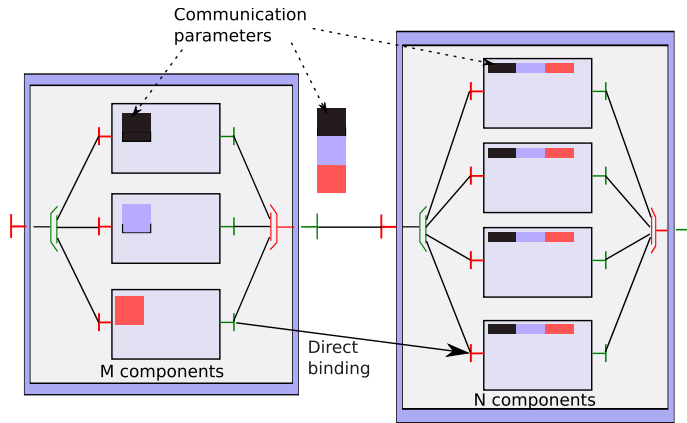 Communication
parameters
Direct
binding
M components
N components